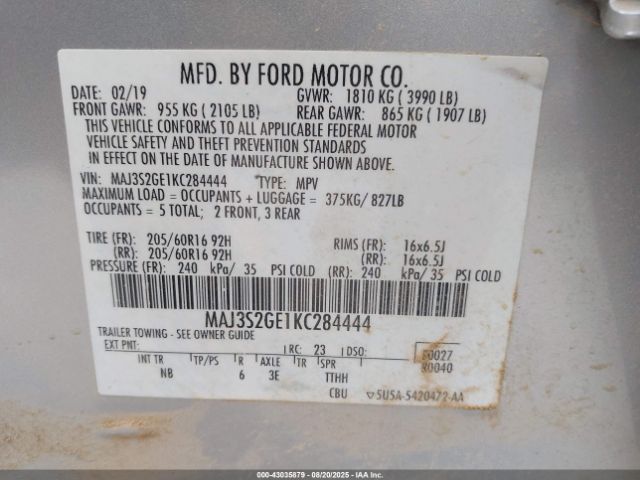 MFD. BY FORD MOTOR CO.
DATE: 02/19 GVWR: 1810 KG ( 3990 LB)
FRONT GAWR: 955 KG ( 2105 LB) REAR GAWR: 865 KG ( 1907 LB)
THIS VEHICLE CONFORMS TO ALL APPLICABLE FEDERAL MOTOR
VEHICLE SAFETY AND THEFT PREVENTION STANDARDS
IN EFFECT ON THE DATE OF MANUFACTURE SHOWN ABOVE.
VIN: MAJ3S2GE1KC284444 TYPE: MPV
MAXIMUM LOAD = OCCUPANTS + LUGGAGE = 375KG/ 827LB
OCCUPANTS = 5 TOTAL; 2 FRONT, 3 REAR
TIRE (FR): 205/60R16 92H RIMS (FR): 16x6.5J
(RR): 205/60R16 92H (RR): 16x6.5J
PRESSURE (FR): 240 kPa/ 35 PSI COLD (RR): 240 kPa/ 35 PSI COLD
MAJ3S2GE1KC284444
TRAILER TOWING - SEE OWNER GUIDE
EXT PNT: RC: 23 DSO:
INT TR TP/PS R AXLE TR SPR
NB 6 3E TTHH
CBU 5U5A-5420472-AA
© IAA-43035879 08/20/2025 - IAA Holdings, LLC